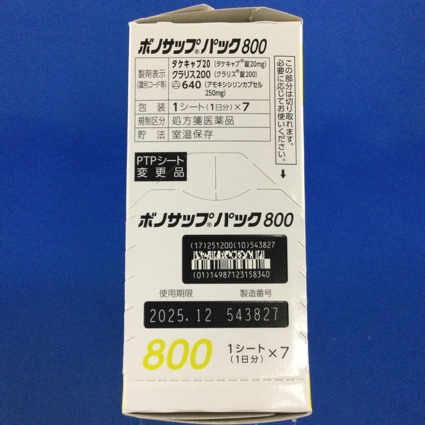 ボノサップ®パック800
製剤表示
(識別コード等)
タケキャブ20 (タケキャブ®錠20mg)
クラリス200 (クラリス®錠200)
640 (アモキシシリンカプセル
250mg)
包装 1シート(1日分)×7
規制区分 処方箋医薬品
貯法 室温保存
この部分は切り取れます。
必要に応じてお使いください。
PTPシート
変更品
ボノサップ®パック800
(17)251200(10)543827
(01)14987123158340
使用期限 製造番号
2025.12 543827
800 1シート(1日分)×7